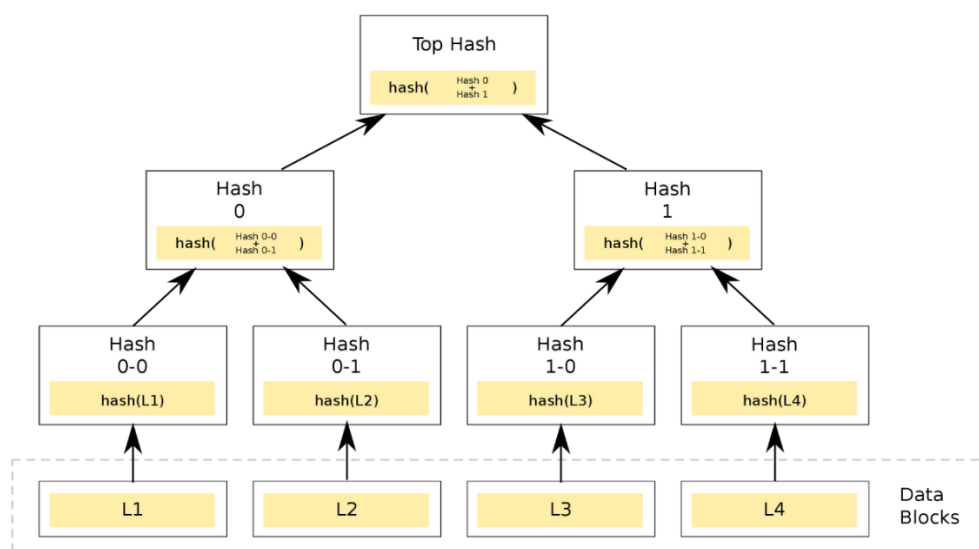 Top Hash
hash( Hash 0 + Hash 1 )
Hash
0
hash( Hash 0-0 + Hash 0-1 )
Hash
1
hash( Hash 1-0 + Hash 1-1 )
Hash
0-0
hash(L1)
Hash
0-1
hash(L2)
Hash
1-0
hash(L3)
Hash
1-1
hash(L4)
L1
L2
L3
L4
Data
Blocks